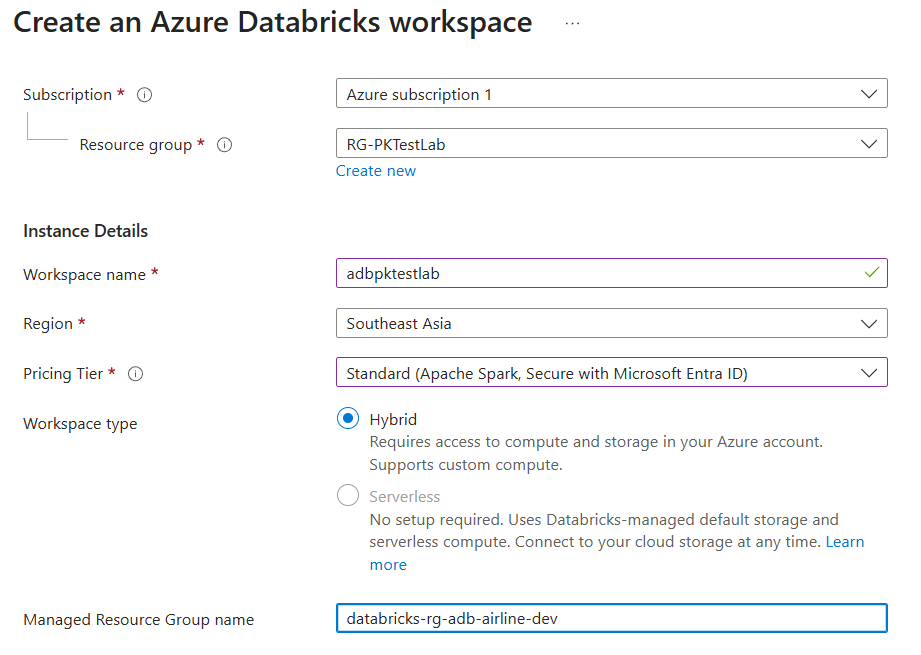 Create an Azure Databricks workspace ...
Subscription *
Azure subscription 1
Resource group *
RG-PKTestLab
Create new
Instance Details
Workspace name *
adbpktestlab
Region *
Southeast Asia
Pricing Tier *
Standard (Apache Spark, Secure with Microsoft Entra ID)
Workspace type
Hybrid
Requires access to compute and storage in your Azure account.
Supports custom compute.
Serverless
No setup required. Uses Databricks-managed default storage and
serverless compute. Connect to your cloud storage at any time. Learn
more
Managed Resource Group name
databricks-rg-adb-airline-dev